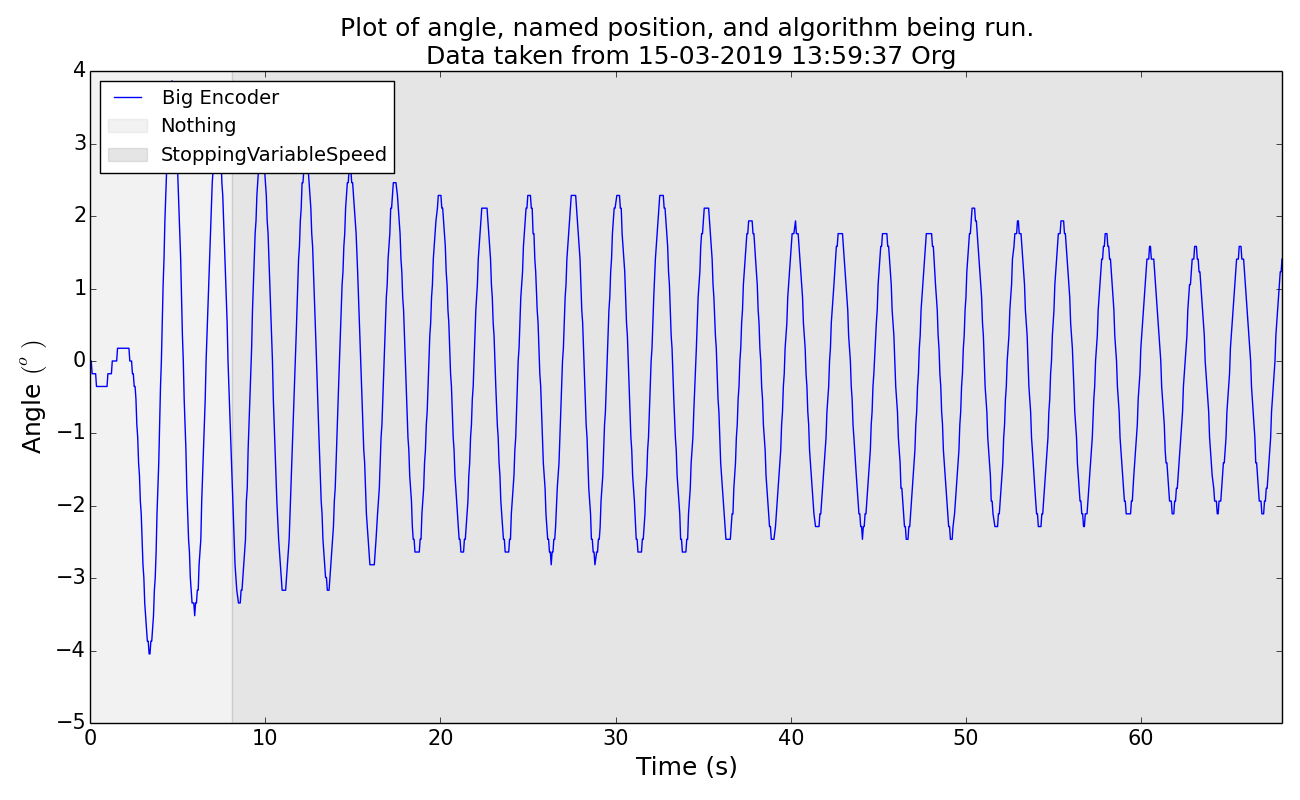 Plot of angle, named position, and algorithm being run.
Data taken from 15-03-2019 13:59:37 Org
Big Encoder
Nothing
StoppingVariableSpeed
Angle (°)
4
3
2
1
0
−1
−2
−3
−4
−5
0 10 20 30 40 50 60
Time (s)